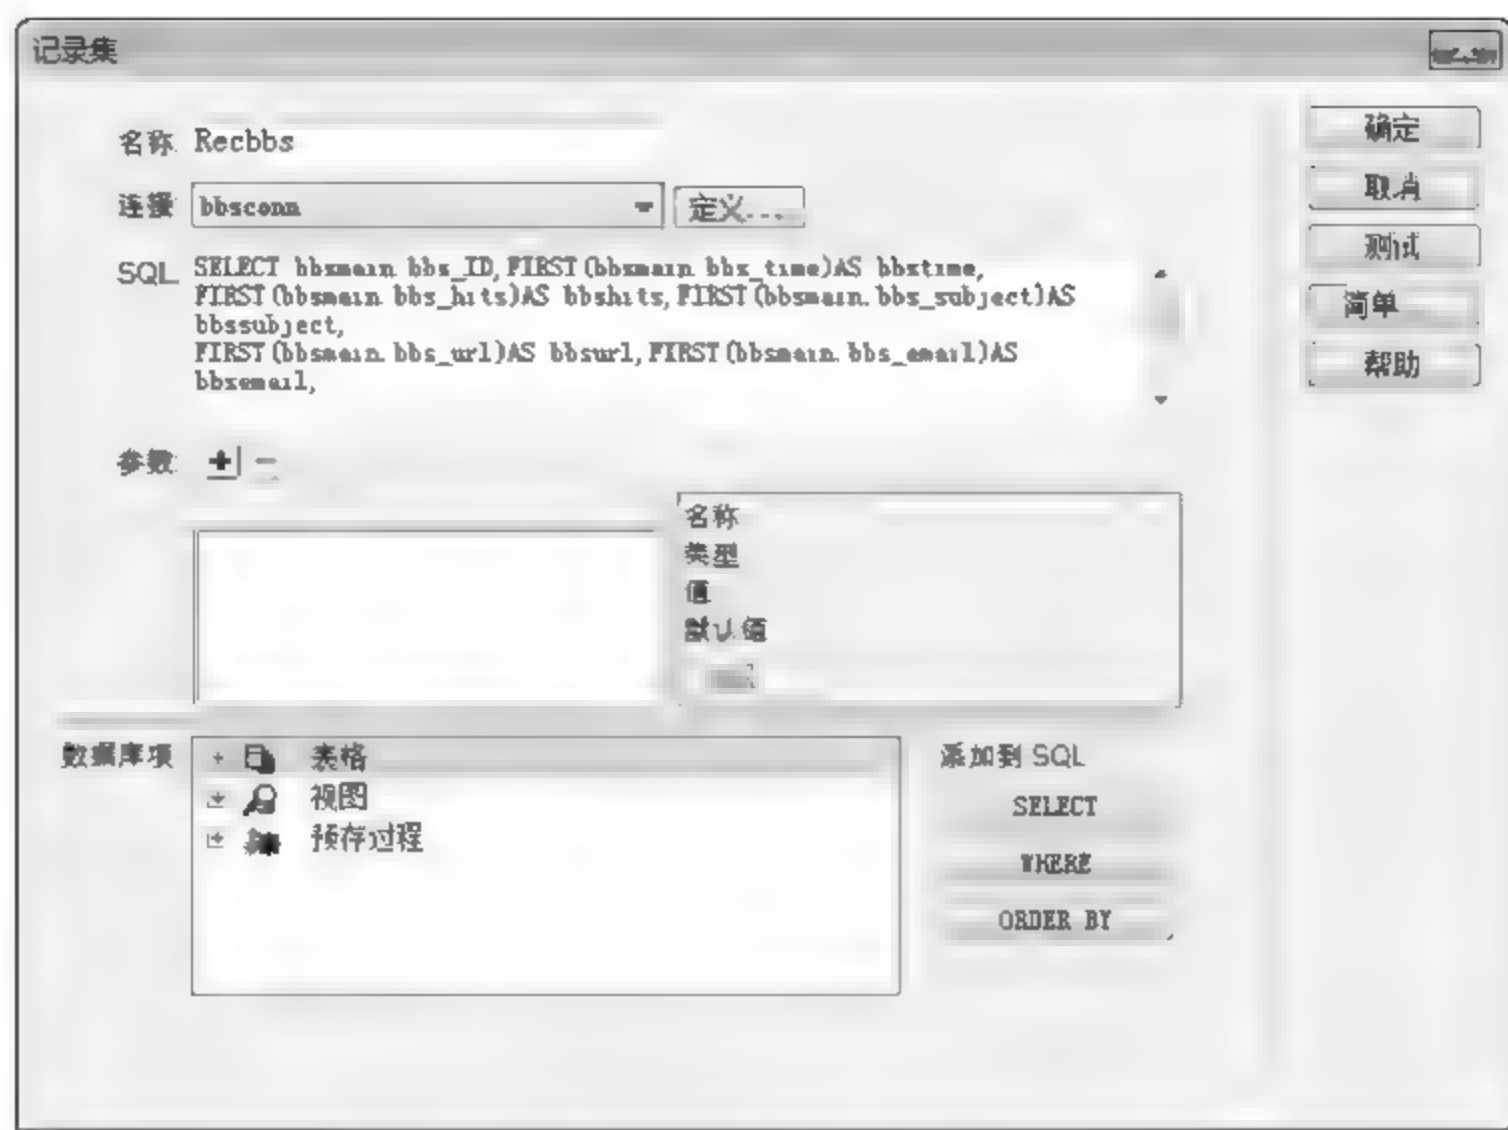 记录集
名称 Recbbs
连接 bbsconn 定义...
SQL SELECT bbsmain.bbs_ID,FIRST(bbsmain.bbs_time)AS bbstime,
FIRST(bbsmain.bbs_hits)AS bbshits,FIRST(bbsmain.bbs_subject)AS
bbssubject,
FIRST(bbsmain.bbs_url)AS bbsurl,FIRST(bbsmain.bbs_email)AS
bbsemail,
参数
名称
类型
值
默认值
数据库项
表格
视图
预存过程
添加到 SQL
SELECT
WHERE
ORDER BY
确定
取消
测试
简单
帮助